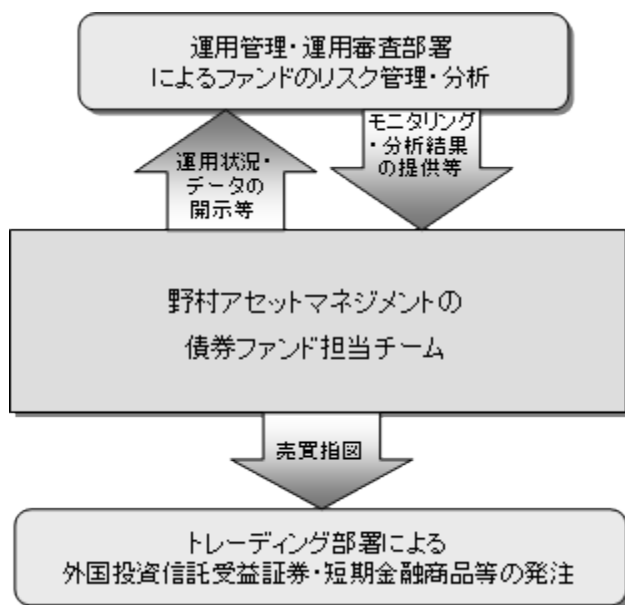 運用管理・運用審査部署
によるファンドのリスク管理・分析
運用状況・
データの
開示等
モニタリング
・分析結果
の提供等
野村アセットマネジメントの
債券ファンド担当チーム
売買指図
トレーディング部署による
外国投資信託受益証券・短期金融商品等の発注